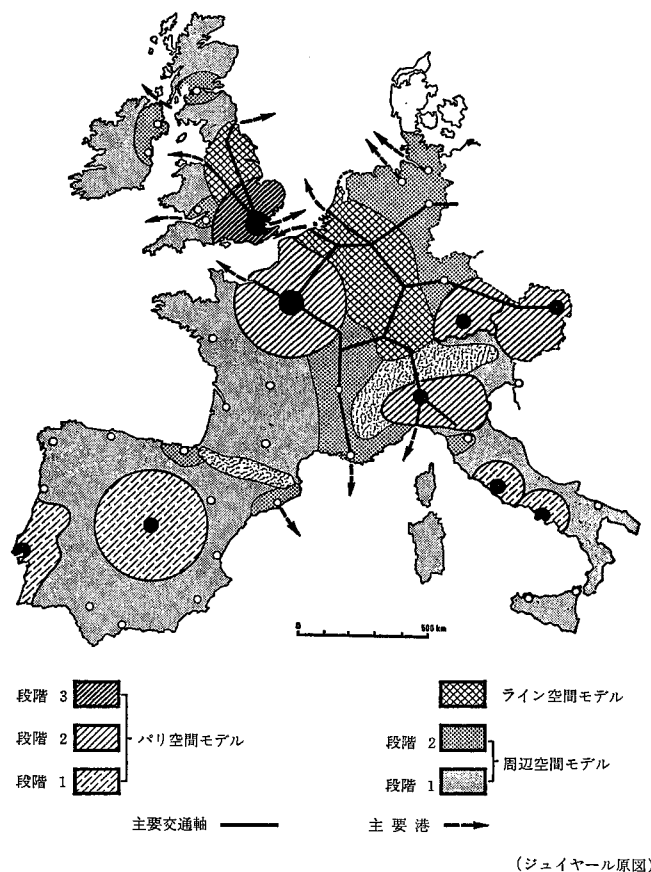 0 500 km
段階 3
段階 2
段階 1
パリ空間モデル
ライン空間モデル
段階 2
段階 1
周辺空間モデル
主要交通軸
主要港
(ジュイヤール原図)